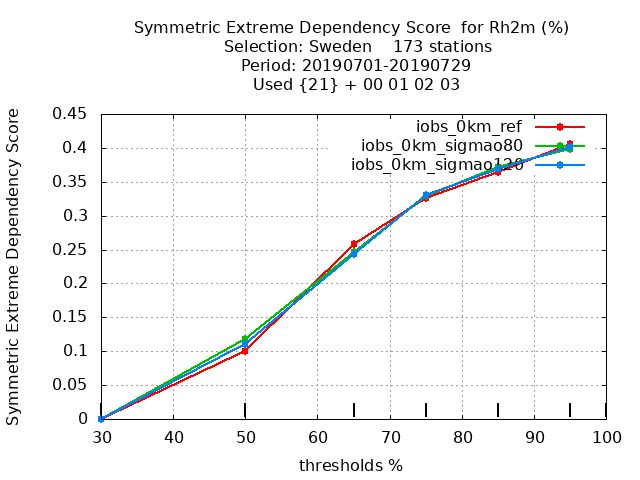 Symmetric Extreme Dependency Score for Rh2m (%)
Selection: Sweden 173 stations
Period: 20190701-20190729
Used {21} + 00 01 02 03
Symmetric Extreme Dependency Score
0.45
0.4
0.35
0.3
0.25
0.2
0.15
0.1
0.05
0
iobs_0km_ref
iobs_0km_sigmao80
iobs_0km_sigmao120
30 40 50 60 70 80 90 100
thresholds %